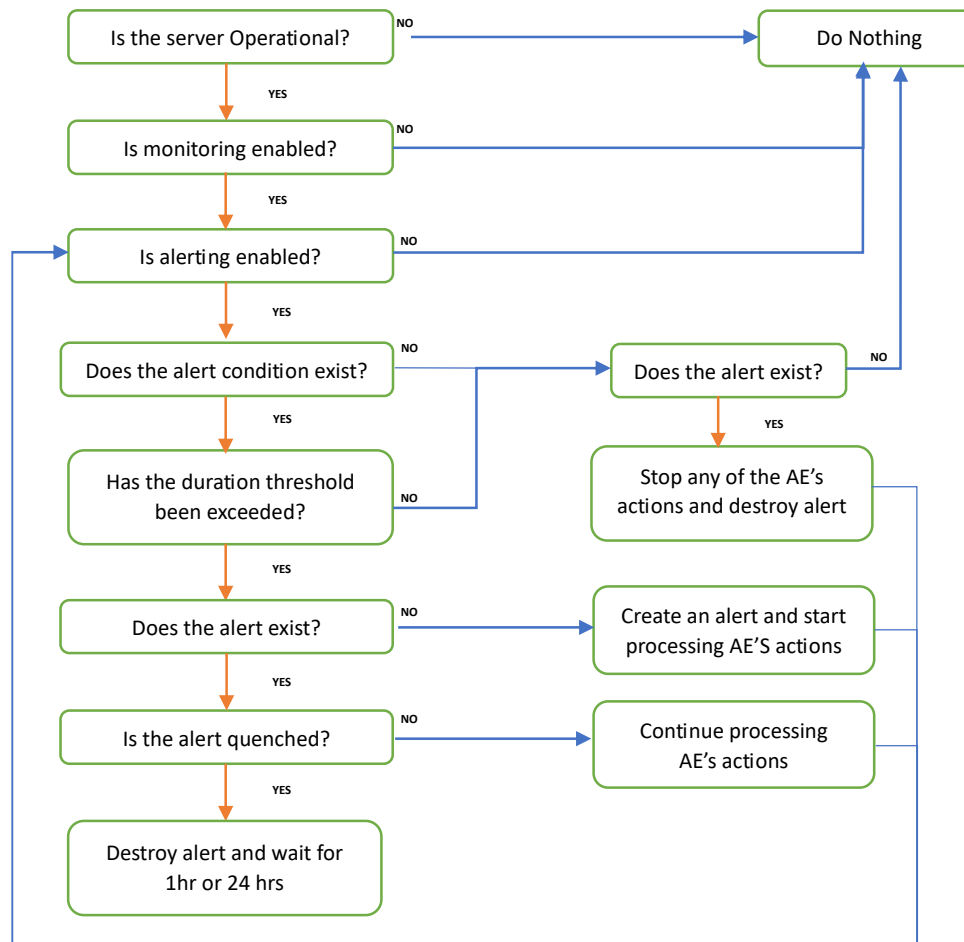 Is the server Operational?
NO
Do Nothing
YES
Is monitoring enabled?
NO
YES
Is alerting enabled?
NO
YES
Does the alert condition exist?
NO
Does the alert exist?
NO
YES
YES
Has the duration threshold
been exceeded?
NO
Stop any of the AE’s
actions and destroy alert
YES
Does the alert exist?
NO
Create an alert and start
processing AE’S actions
YES
Is the alert quenched?
NO
Continue processing
AE’s actions
YES
Destroy alert and wait for
1hr or 24 hrs